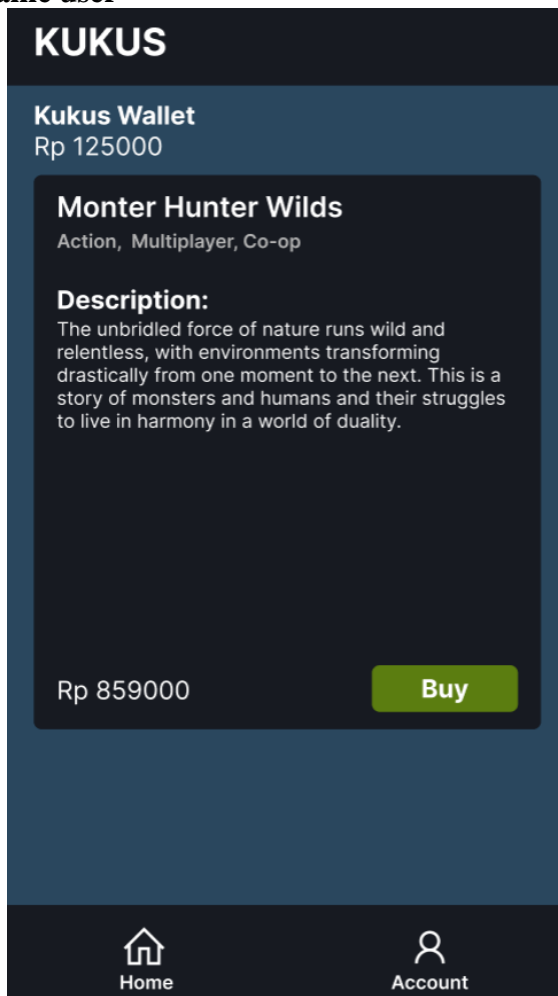 KUKUS
Kukus Wallet
Rp 125000
Monter Hunter Wilds
Action, Multiplayer, Co-op
Description:
The unbridled force of nature runs wild and
relentless, with environments transforming
drastically from one moment to the next. This is a
story of monsters and humans and their struggles
to live in harmony in a world of duality.
Rp 859000
Buy
Home
Account